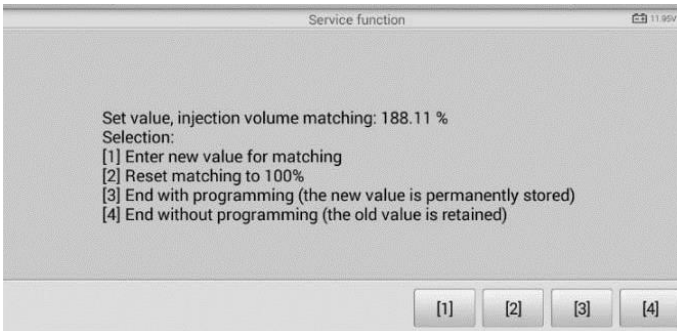 Service function
11.95V
Set value, injection volume matching: 188.11 %
Selection:
[1] Enter new value for matching
[2] Reset matching to 100%
[3] End with programming (the new value is permanently stored)
[4] End without programming (the old value is retained)
[1] [2] [3] [4]